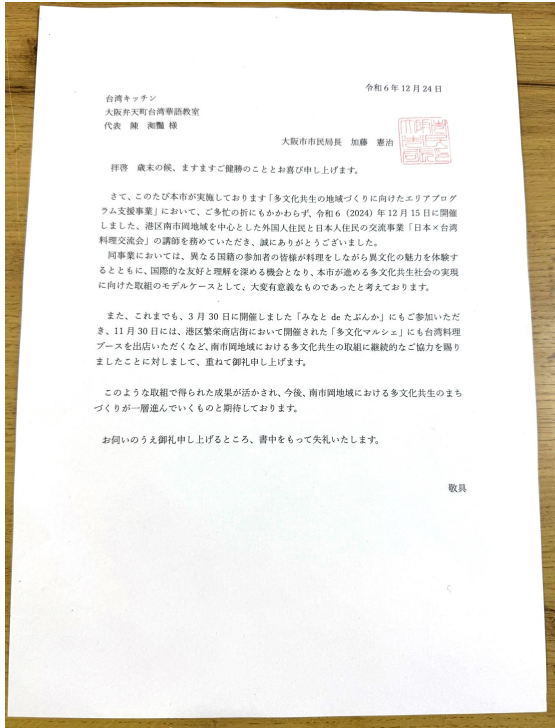 令和6年12月24日
台湾キッチン
大阪弁天町台湾華語教室
代表 陳 淑豔 様
大阪市市民局長 加藤 憲治
拝啓 歳末の候、ますますご健勝のこととお喜び申し上げます。
さて、このたび本市が実施しております「多文化共生の地域づくりに向けたエリアプログ
ラム支援事業」において、ご多忙の折にもかかわらず、令和6（2024）年12月15日に開催
しました、港区南市岡地域を中心とした外国人住民と日本人住民の交流事業「日本×台湾
料理交流会」の講師を務めていただき、誠にありがとうございました。
同事業においては、異なる国籍の参加者の皆様が料理をしながら異文化の魅力を体験す
るとともに、国際的な友好と理解を深める機会となり、本市が進める多文化共生社会の実現
に向けた取組のモデルケースとして、大変有意義なものであったと考えております。
また、これまでも、3月30日に開催しました「みなと de たぶんか」にもご参加いただ
き、11月30日には、港区繁栄商店街において開催された「多文化マルシェ」にも台湾料理
ブースを出店いただくなど、南市岡地域における多文化共生の取組に継続的なご協力を賜り
ましたことに対しまして、重ねて御礼申し上げます。
このような取組で得られた成果が活かされ、今後、南市岡地域における多文化共生のまち
づくりが一層進んでいくものと期待しております。
お伺いのうえ御礼申し上げるところ、書中をもって失礼いたします。
敬具